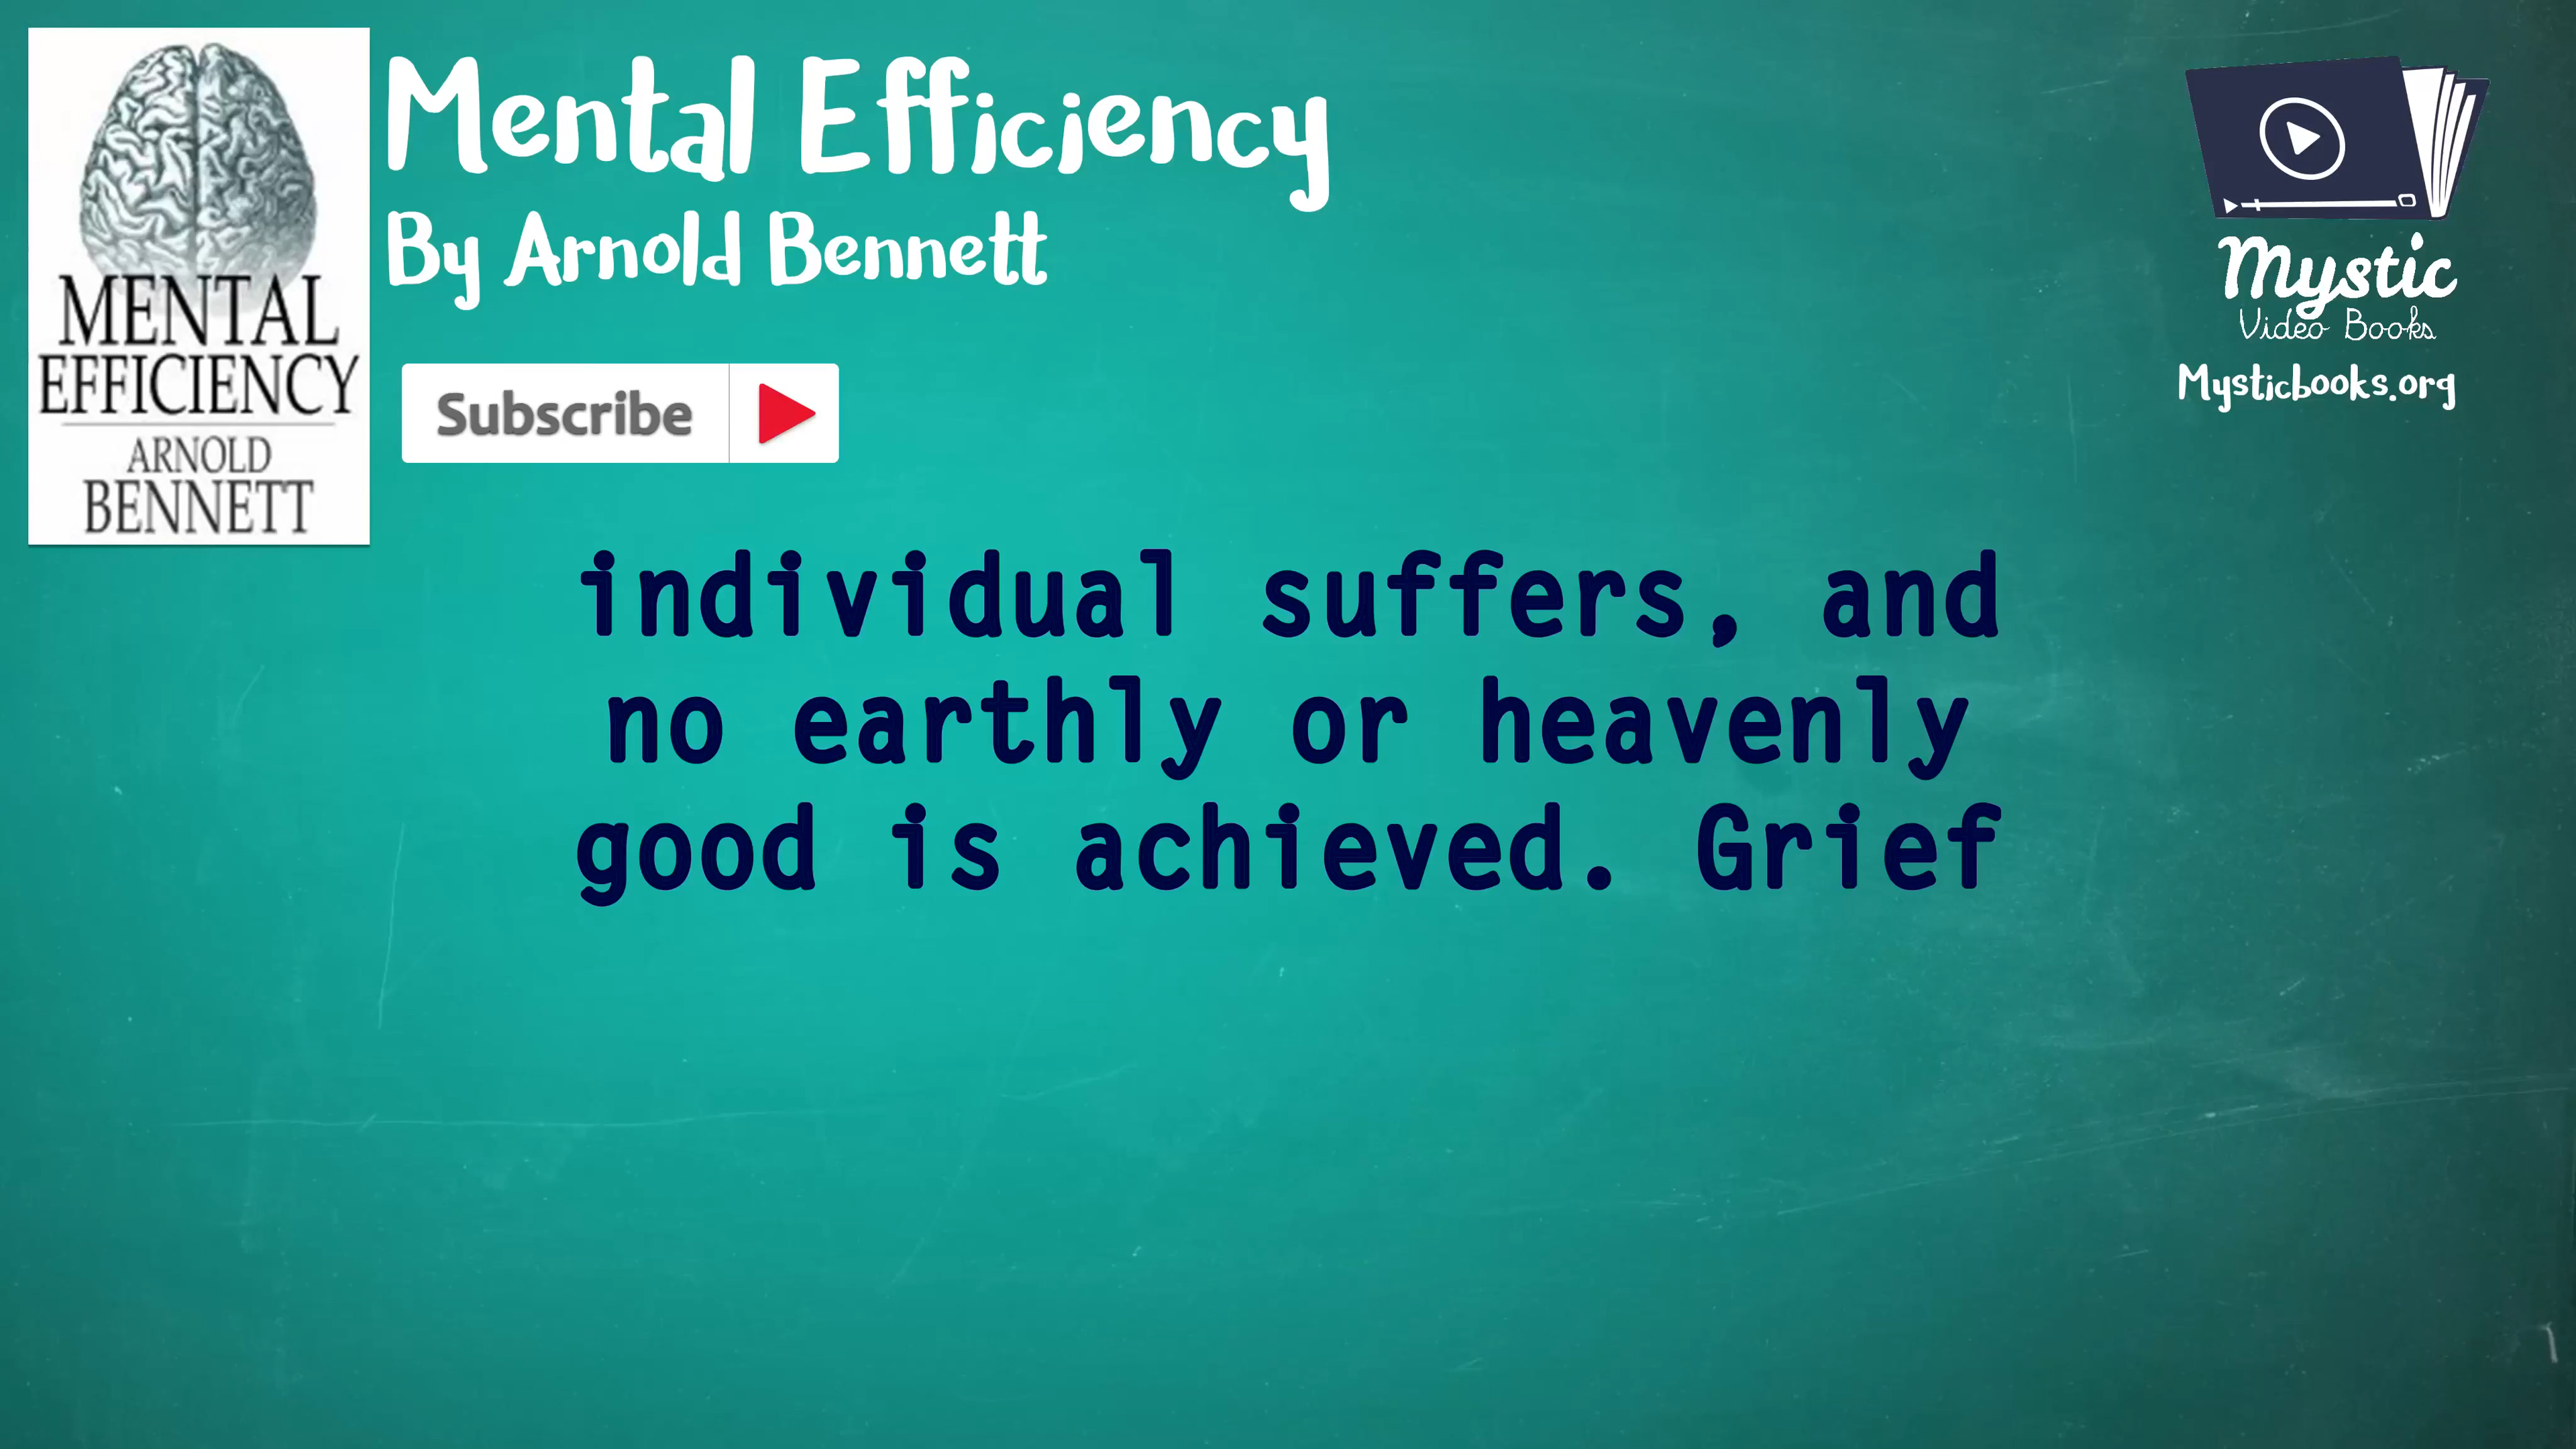 MENTAL
EFFICIENCY
ARNOLD
BENNETT
Mental Efficiency
By Arnold Bennett
Subscribe
Mystic
Video Books
Mysticbooks.org
individual suffers, and
no earthly or heavenly
good is achieved. Grief